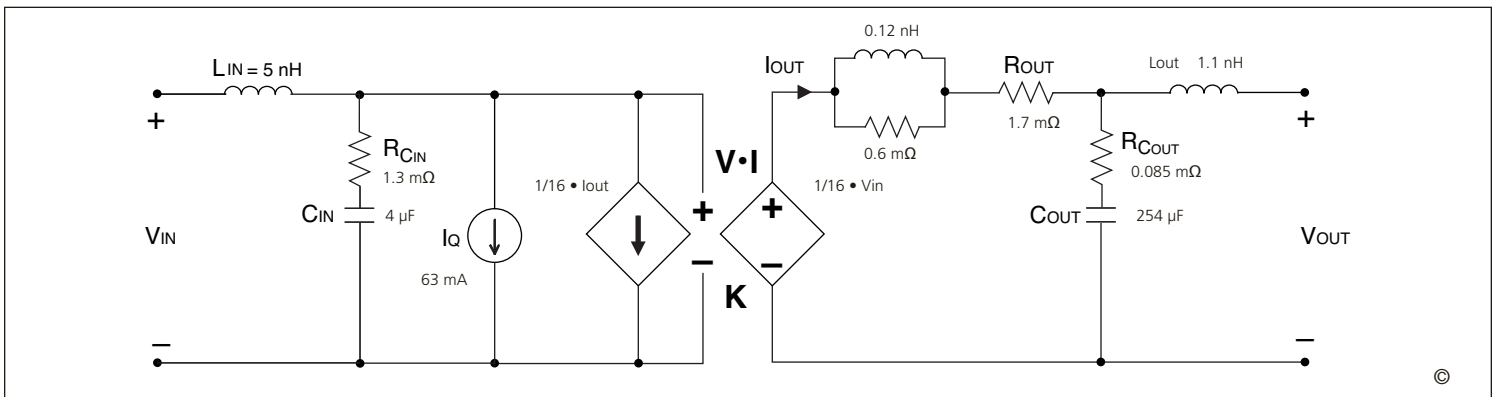 0.12 nH
LIN = 5 nH
IOUT
ROUT
Lout 1.1 nH
+
+
0.6 mΩ
1.7 mΩ
RCIN
1.3 mΩ
V•I
RCOUT
0.085 mΩ
1/16 • Iout
1/16 • Vin
CIN
4 µF
+
+
COUT
254 µF
VIN
IQ
VOUT
63 mA
–
–
K
–
–
©